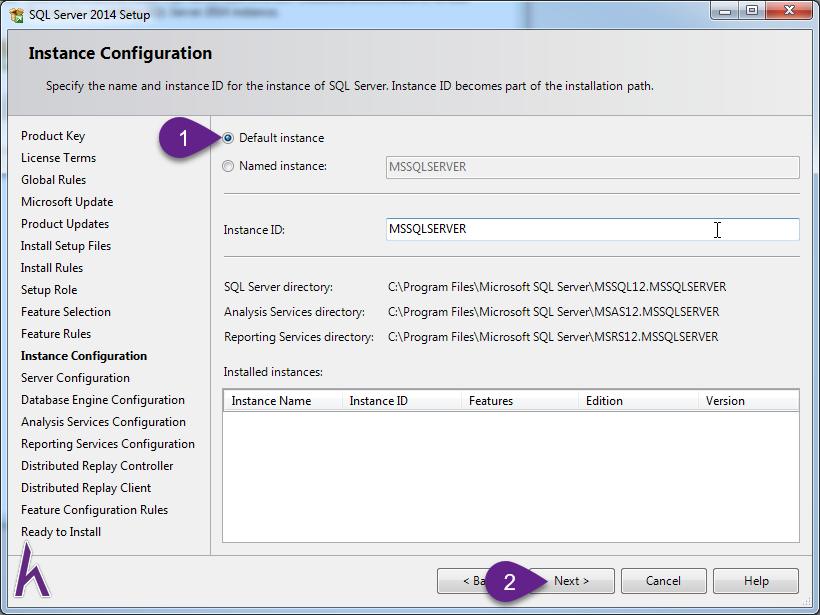 SQL Server 2014 Setup
Instance Configuration
Specify the name and instance ID for the instance of SQL Server. Instance ID becomes part of the installation path.
Product Key
License Terms
Global Rules
Microsoft Update
Product Updates
Install Setup Files
Install Rules
Setup Role
Feature Selection
Feature Rules
Instance Configuration
Server Configuration
Database Engine Configuration
Analysis Services Configuration
Reporting Services Configuration
Distributed Replay Controller
Distributed Replay Client
Feature Configuration Rules
Ready to Install
1 Default instance
Named instance: MSSQLSERVER
Instance ID: MSSQLSERVER
SQL Server directory: C:\Program Files\Microsoft SQL Server\MSSQL12.MSSQLSERVER
Analysis Services directory: C:\Program Files\Microsoft SQL Server\MSAS12.MSSQLSERVER
Reporting Services directory: C:\Program Files\Microsoft SQL Server\MSRS12.MSSQLSERVER
Installed instances:
Instance Name Instance ID Features Edition Version
h
< Ba 2 Next > Cancel Help